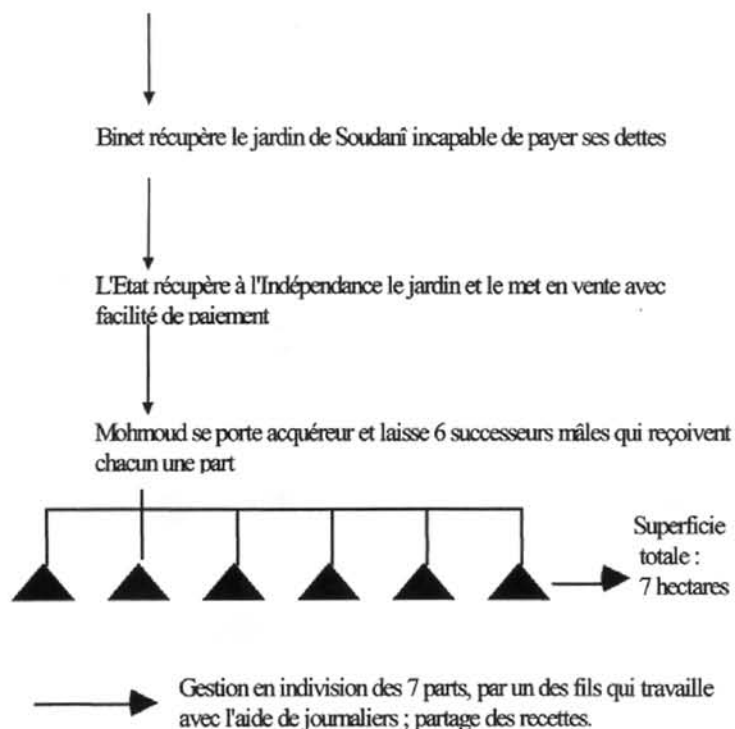 Binet récupère le jardin de Soudanî incapable de payer ses dettes
L'Etat récupère à l'Indépendance le jardin et le met en vente avec
facilité de paiement
Mohmoud se porte acquéreur et laisse 6 successeurs mâles qui reçoivent
chacun une part
Superficie
totale :
7 hectares
Gestion en indivision des 7 parts, par un des fils qui travaille
avec l'aide de journaliers ; partage des recettes.